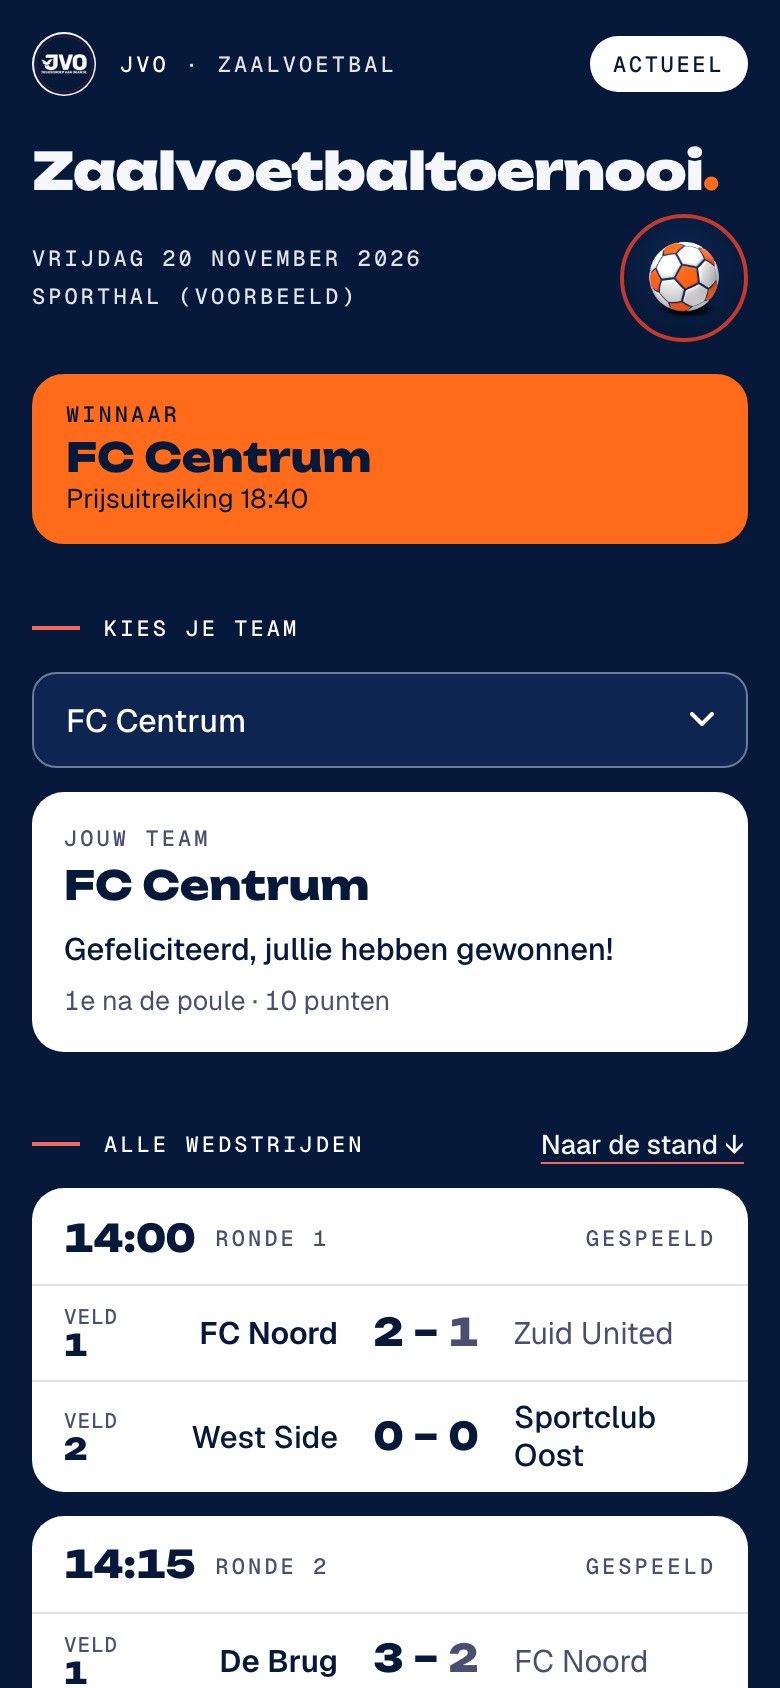 JVO
JVO · ZAALVOETBAL
ACTUEEL
Zaalvoetbaltoernooi.
VRIJDAG 20 NOVEMBER 2026
SPORTHAL (VOORBEELD)
WINNAAR
FC Centrum
Prijsuitreiking 18:40
KIES JE TEAM
FC Centrum
JOUW TEAM
FC Centrum
Gefeliciteerd, jullie hebben gewonnen!
1e na de poule · 10 punten
ALLE WEDSTRIJDEN
Naar de stand ↓
14:00 RONDE 1 GESPEELD
VELD
1
FC Noord 2 – 1 Zuid United
VELD
2
West Side 0 – 0 Sportclub
Oost
14:15 RONDE 2 GESPEELD
VELD
1
De Brug 3 – 2 FC Noord